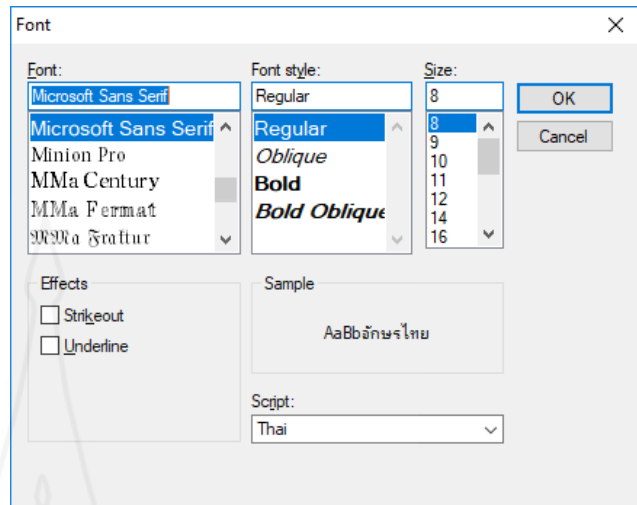 Font
Font: Font style: Size:
Microsoft Sans Serif Regular 8
OK
Microsoft Sans Serif
Minion Pro
MMa Century
MMa Fermat
MMa Fraktur
Regular
Oblique
Bold
Bold Oblique
8
9
10
11
12
14
16
Cancel
Effects
Strikeout
Underline
Sample
AaBbอักษรไทย
Script:
Thai